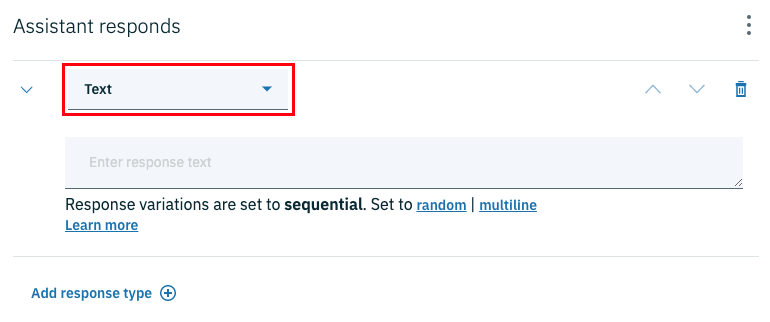 Assistant responds
Text
Enter response text
Response variations are set to sequential. Set to random | multiline
Learn more
Add response type